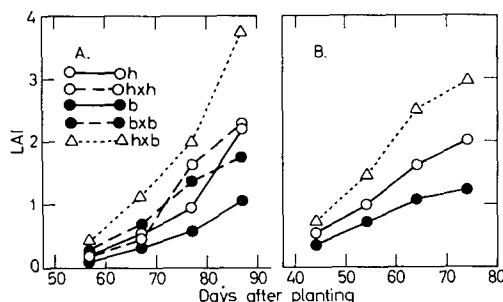 A.
B.
h
hxh
b
bxb
hxb
LAI
4
3
2
1
0
50 60 70 80 90
40 50 60 70 80
Days after planting